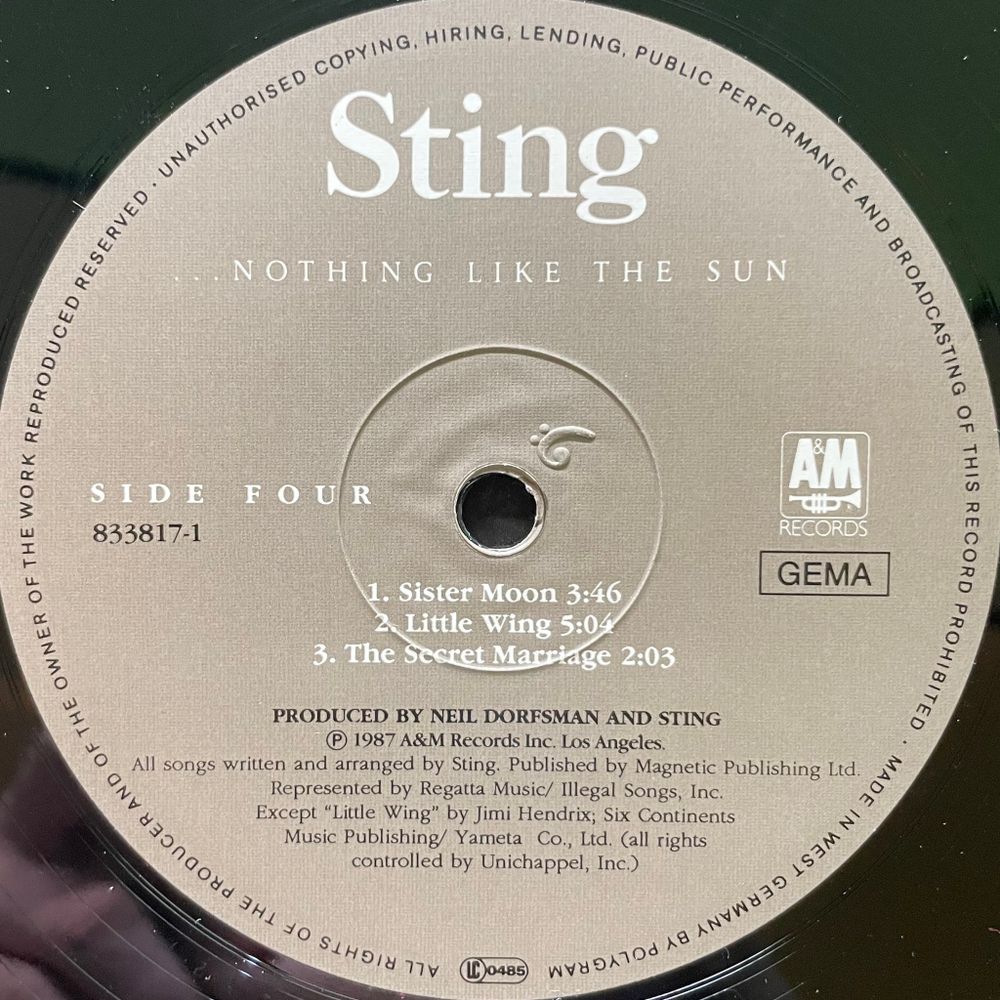 ALL RIGHTS OF THE PRODUCER AND OF THE OWNER OF THE WORK REPRODUCED RESERVED · UNAUTHORISED COPYING, HIRING, LENDING, PUBLIC PERFORMANCE AND BROADCASTING OF THIS RECORD PROHIBITED · MADE IN WEST GERMANY BY POLYGRAM
Sting
...NOTHING LIKE THE SUN
SIDE FOUR
833817-1
A&M
RECORDS
GEMA
1. Sister Moon 3:46
2. Little Wing 5:04
3. The Secret Marriage 2:03
PRODUCED BY NEIL DORFSMAN AND STING
Ⓟ 1987 A&M Records Inc. Los Angeles.
All songs written and arranged by Sting. Published by Magnetic Publishing Ltd.
Represented by Regatta Music/ Illegal Songs, Inc.
Except "Little Wing" by Jimi Hendrix; Six Continents
Music Publishing/ Yameta Co., Ltd. (all rights
controlled by Unichappel, Inc.)
LC 0485